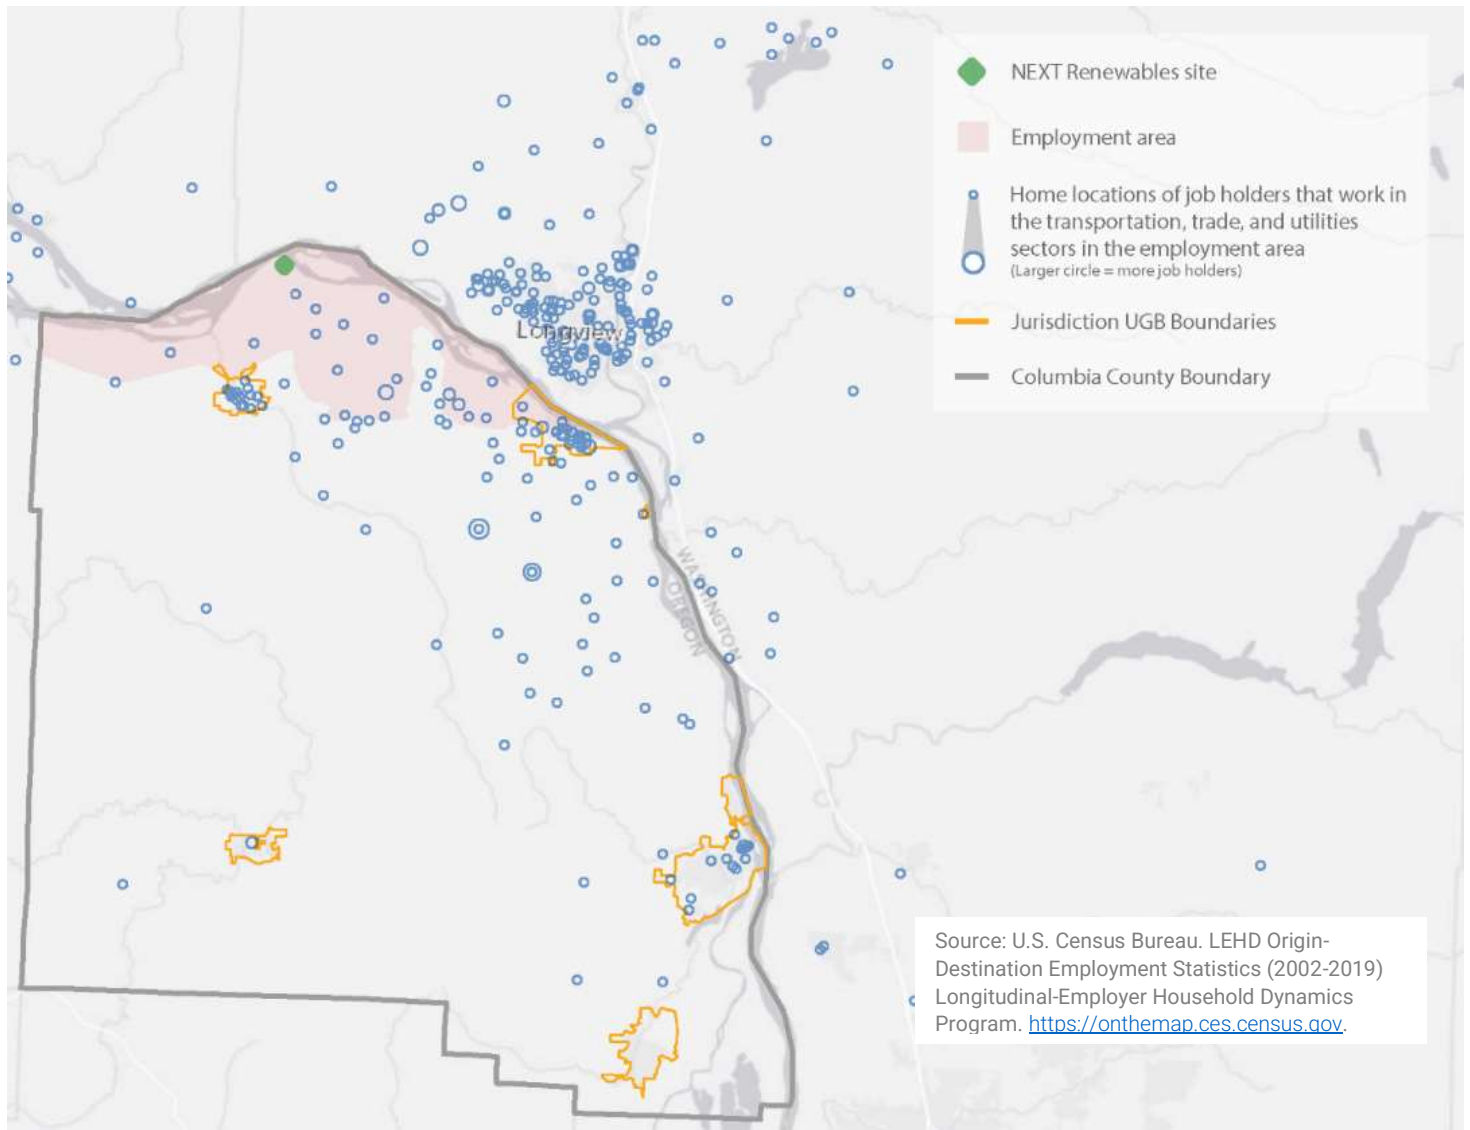 NEXT Renewables site
Employment area
Home locations of job holders that work in
the transportation, trade, and utilities
sectors in the employment area
(Larger circle = more job holders)
Jurisdiction UGB Boundaries
Columbia County Boundary
Longview
WASHINGTON
OREGON
Source: U.S. Census Bureau. LEHD Origin-
Destination Employment Statistics (2002-2019)
Longitudinal-Employer Household Dynamics
Program. https://onthemap.ces.census.gov.